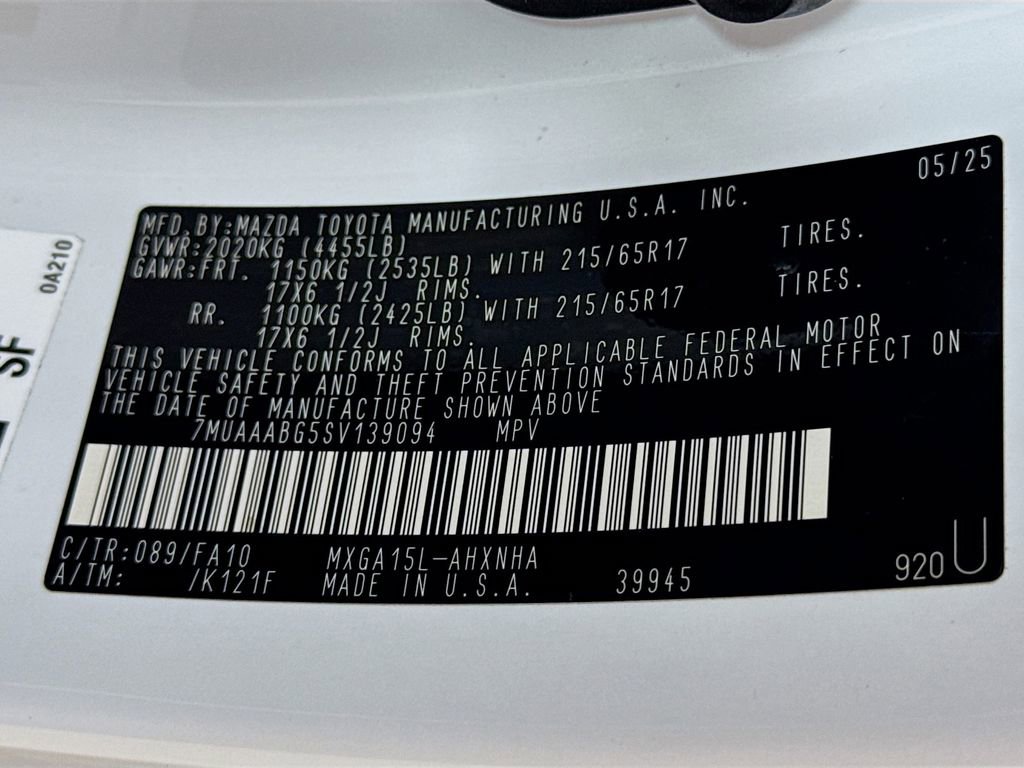 05/25
MFD.BY:MAZDA TOYOTA MANUFACTURING U.S.A. INC.
GVWR:2020KG (4455LB)
GAWR:FRT. 1150KG (2535LB) WITH 215/65R17 TIRES.
17X6 1/2J RIMS.
RR. 1100KG (2425LB) WITH 215/65R17 TIRES.
17X6 1/2J RIMS.
THIS VEHICLE CONFORMS TO ALL APPLICABLE FEDERAL MOTOR
VEHICLE SAFETY AND THEFT PREVENTION STANDARDS IN EFFECT ON
THE DATE OF MANUFACTURE SHOWN ABOVE
7MUAAABG5SV139094 MPV
C/TR:089/FA10 MXGA15L-AHXNHA
A/TM: /K121F MADE IN U.S.A. 39945 920 U
0A210
SF